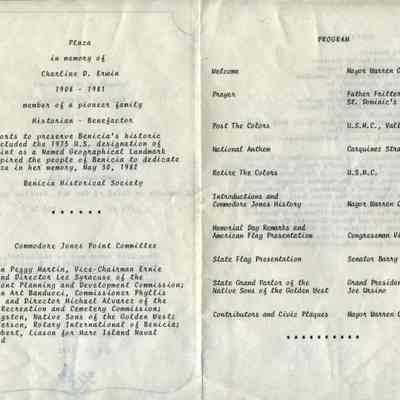 Plaza
in memory of
Charline D. Erwin
1908 - 1981
member of a pioneer family
Historian - Benefactor
orts to preserve Benicia's historic
cluded the 1975 U.S. designation of
int as a Named Geographical Landmark
pired the people of Benicia to dedicate
za in her memory, May 30, 1982
Benicia Historical Society
* * * * * *
Commodore Jones Point Committee
n Peggy Martin, Vice-Chairman Ernie
nd Director Lee Syracuse of the
ont Planning and Development Commission;
n Art Banducci, Commissioner Phyllis
and Director Michael Alvarez of the
Recreation and Cemetery Commission;
gston, Native Sons of the Golden West;
erson, Rotary International of Benicia;
bert, Liason for Mare Island Naval
d
PROGRAM
Welcome Mayor Warren C
Prayer Father Fritter
St. Dominic's
Post The Colors U.S.M.C., Vall
National Anthem Carquinez Stra
Retire The Colors U.S.M.C.
Introductions and
Commodore Jones History Mayor Warren C
Memorial Day Remarks and
American Flag Presentation Congressman Vi
State Flag Presentation Senator Barry
State Grand Parlor of the Grand Presiden
Native Sons of the Golden West Joe Ursino
Contributors and Civic Plaques Mayor Warren C
* * * * * * * * * *